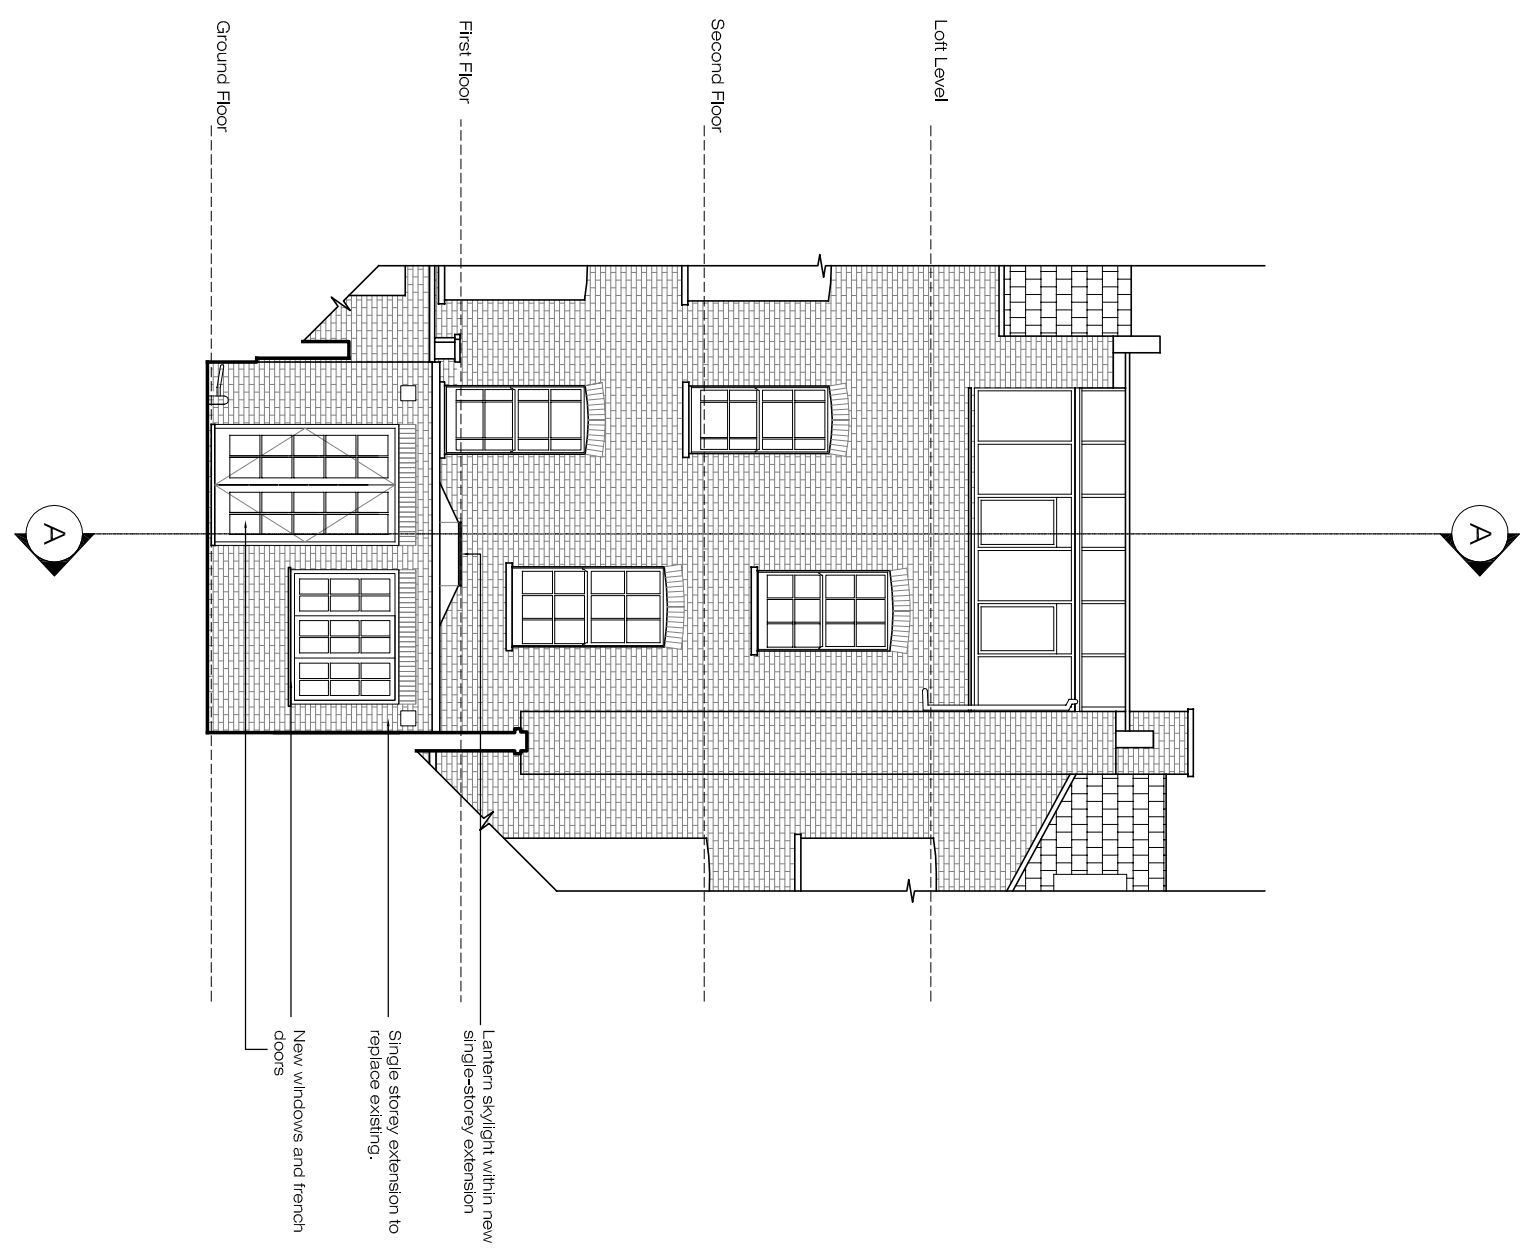 A
Loft Level
Second Floor
First Floor
Ground Floor
Lantern skylight within new
single-storey extension
Single storey extension to
replace existing.
New windows and french
doors
A